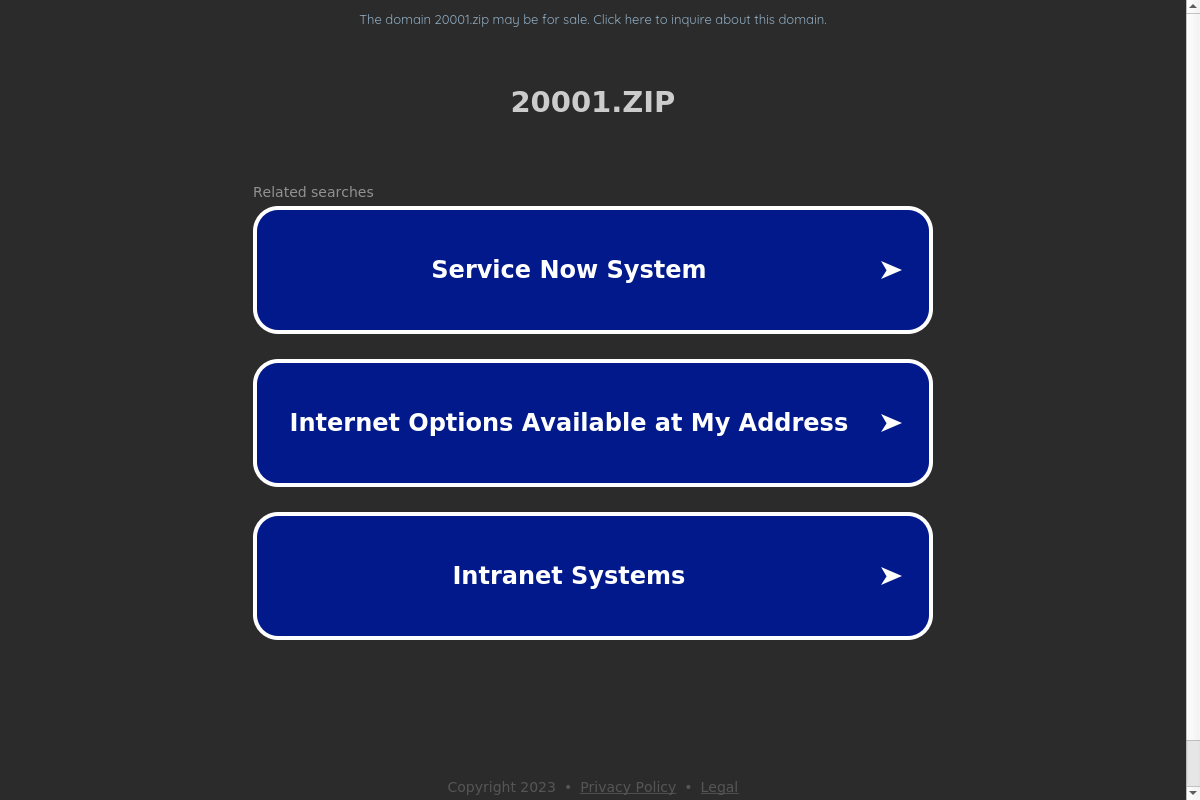 The domain 20001.zip may be for sale. Click here to inquire about this domain.
20001.ZIP
Related searches
Service Now System
Internet Options Available at My Address
Intranet Systems
Copyright 2023 • Privacy Policy • Legal